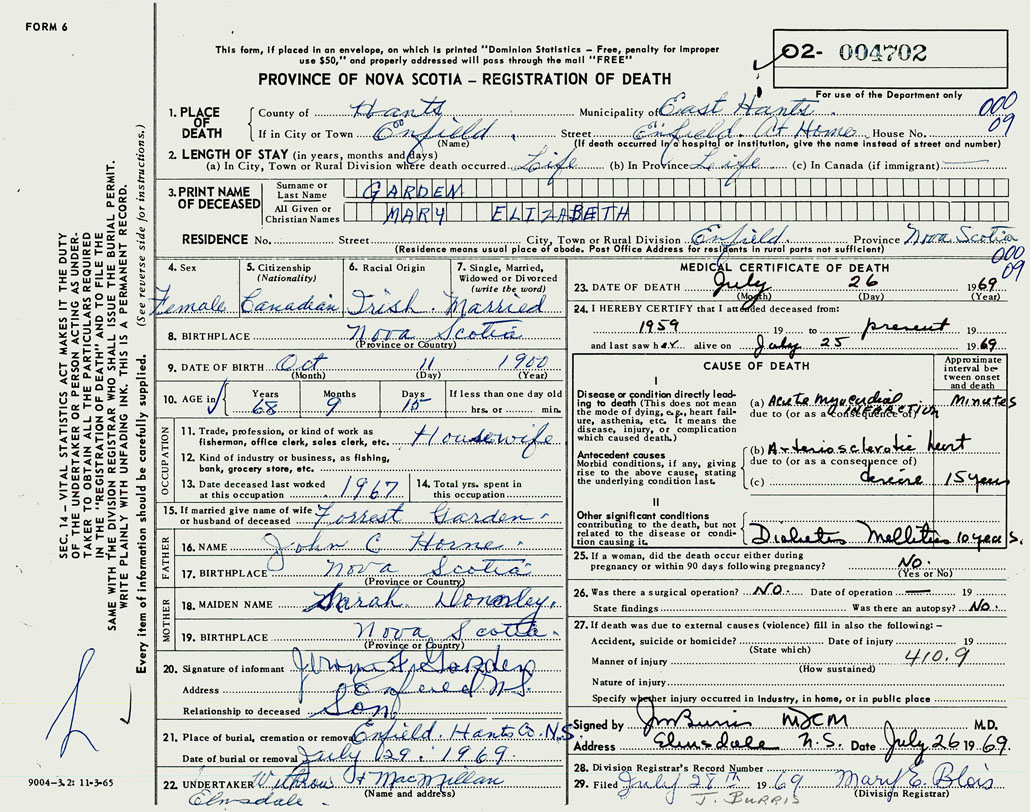 FORM 6
This form, if placed in an envelope, on which is printed "Dominion Statistics – Free, penalty for improper
use $50," and properly addressed will pass through the mail "FREE"
PROVINCE OF NOVA SCOTIA – REGISTRATION OF DEATH
O2- 004702
For use of the Department only
000
09
1. PLACE OF DEATH
County of Hants Municipality of East Hants.
If in City or Town Enfield. Street Enfield. At Home House No.
(Name) (If death occurred in a hospital or institution, give the name instead of street and number)
2. LENGTH OF STAY (in years, months and days)
(a) In City, Town or Rural Division where death occurred Life (b) In Province Life (c) In Canada (if immigrant) —
3. PRINT NAME OF DECEASED
Surname or Last Name GARDEN
All Given or Christian Names MARY ELIZABETH
RESIDENCE No. Street City, Town or Rural Division Enfield. Province Nova Scotia
(Residence means usual place of abode. Post Office Address for residents in rural parts not sufficient)
000
09
4. Sex
Female
5. Citizenship (Nationality)
Canadian
6. Racial Origin
Irish.
7. Single, Married, Widowed or Divorced (write the word)
Married
8. BIRTHPLACE Nova Scotia
(Province or Country)
9. DATE OF BIRTH Oct 11 1900
(Month) (Day) (Year)
10. AGE in
Years Months Days If less than one day old
68 9 15 hrs. or min.
OCCUPATION
11. Trade, profession or kind of work as
fisherman, office clerk, sales clerk, etc. Housewife
12. Kind of industry or business, as fishing,
bank, grocery store, etc.
13. Date deceased last worked
at this occupation 1967
14. Total yrs. spent in
this occupation
15. If married give name of wife
or husband of deceased Forrest Garden.
FATHER
16. NAME John C Horne.
17. BIRTHPLACE Nova Scotia
(Province or Country)
MOTHER
18. MAIDEN NAME Sarah
19. BIRTHPLACE Nova Scotia.
(Province or Country)
20. Signature of informant Garden
Address Enfield N.S.
Relationship to deceased Son
21. Place of burial, cremation or removal Enfield. Hants Co. N.S.
Date of burial or removal July 29. 1969.
22. UNDERTAKER Withrow & MacMillan
(Name and address)
Elmsdale.
MEDICAL CERTIFICATE OF DEATH
23. DATE OF DEATH July 26 1969
(Month) (Day) (Year)
24. I HEREBY CERTIFY that I attended deceased from:
1959 19 to present 19
and last saw her alive on July 25 1969
CAUSE OF DEATH
Approximate
interval between
onset
and death
I
Disease or condition directly leading
to death (This does not mean
the mode of dying, e.g., heart failure,
asthenia, etc. It means the
disease, injury, or complication
which caused death.)
(a) Acute Myocardial Infarction Minutes
due to (or as a consequence of)
Antecedent causes
Morbid conditions, if any, giving
rise to the above cause, stating
the underlying condition last.
(b) Arteriosclerotic heart
due to (or as a consequence of)
(c) disease 15 years
II
Other significant conditions
contributing to the death, but not
related to the disease or condition
causing it.
Diabetes Mellitus 10 years.
25. If a woman, did the death occur either during
pregnancy or within 90 days following pregnancy? NO.
(Yes or No)
26. Was there a surgical operation? NO. Date of operation — 19
State findings Was there an autopsy? No.
27. If death was due to external causes (violence) fill in also the following: –
Accident, suicide or homicide? Date of injury 19
(State which)
Manner of injury 410.9
(How sustained)
Nature of injury
Specify whether injury occurred in Industry, in home, or in public place
Signed by JM Burris MDCM M.D.
Address Elmsdale N.S. Date July 26 1969.
28. Division Registrar's Record Number
29. Filed July 28th 1969 Mary E. Blois
(Division Registrar)
J. BURRIS
SEC. 14 – VITAL STATISTICS ACT MAKES IT THE DUTY
OF THE UNDERTAKER OR PERSON ACTING AS UNDER-
TAKER TO OBTAIN ALL THE PARTICULARS REQUIRED
IN THE "REGISTRATION OF DEATH" AND TO FILE THE
SAME WITH THE DIVISION REGISTRAR WHO SHALL ISSUE THE BURIAL PERMIT.
WRITE PLAINLY WITH UNFADING INK. THIS IS A PERMANENT RECORD.
Every item of information should be carefully supplied. (See reverse side for instructions.)
9004-3.2: 11-3-65